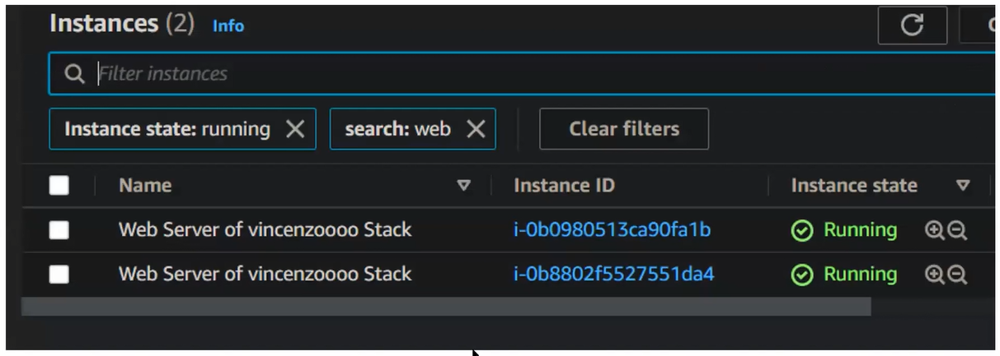 Instances (2) Info
Filter instances
Instance state: running search: web Clear filters
Name Instance ID Instance state
Web Server of vincenzoooo Stack i-0b0980513ca90fa1b Running
Web Server of vincenzoooo Stack i-0b8802f5527551da4 Running